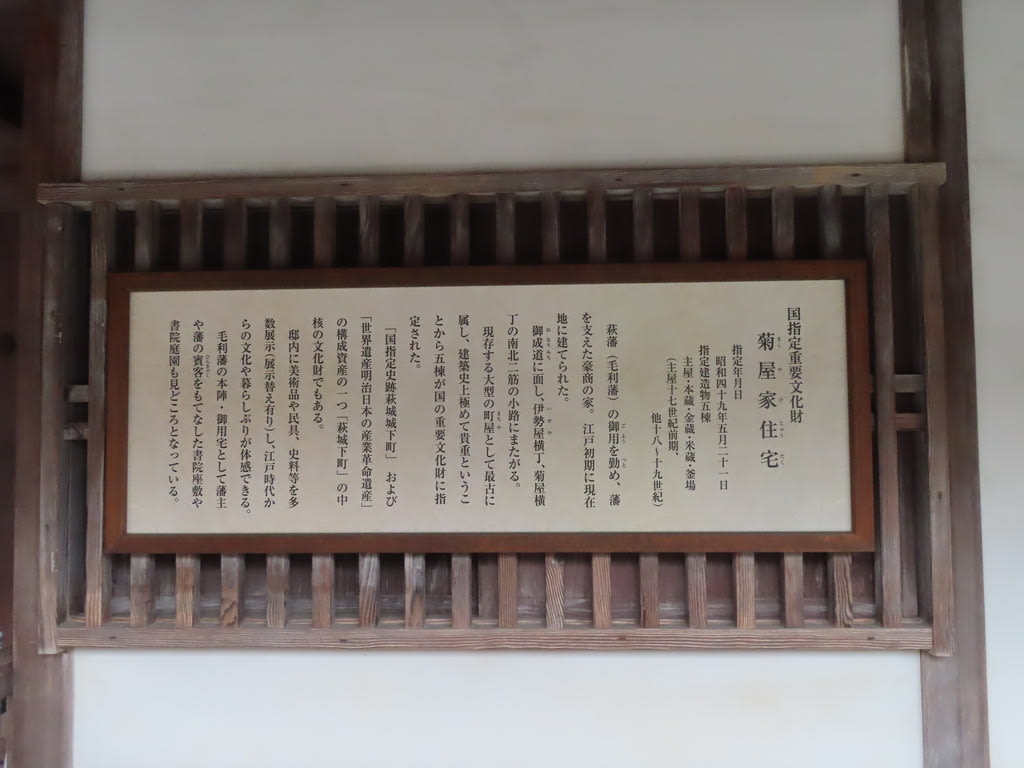 国指定重要文化財
菊屋家住宅
指定年月日
昭和四十九年五月二十一日
指定建造物五棟
主屋・本蔵・金蔵・米蔵・釜場
(主屋十七世紀前期、
他十八～十九世紀)
萩藩(毛利藩)の御用を勤め、藩
を支えた豪商の家。江戸初期に現在
地に建てられた。
御成道に面し、伊勢屋横丁、菊屋横
丁の南北二筋の小路にまたがる。
現存する大型の町屋として最古に
属し、建築史上極めて貴重というこ
とから五棟が国の重要文化財に指
定された。
「国指定史跡萩城城下町」および
「世界遺産明治日本の産業革命遺産」
の構成資産の一つ「萩城下町」の中
核の文化財でもある。
邸内に美術品や民具、史料等を多
数展示(展示替え有り)し、江戸時代か
らの文化や暮らしぶりが体感できる。
毛利藩の本陣・御用宅として藩主
や藩の賓客をもてなした書院座敷や
書院庭園も見どころとなっている。